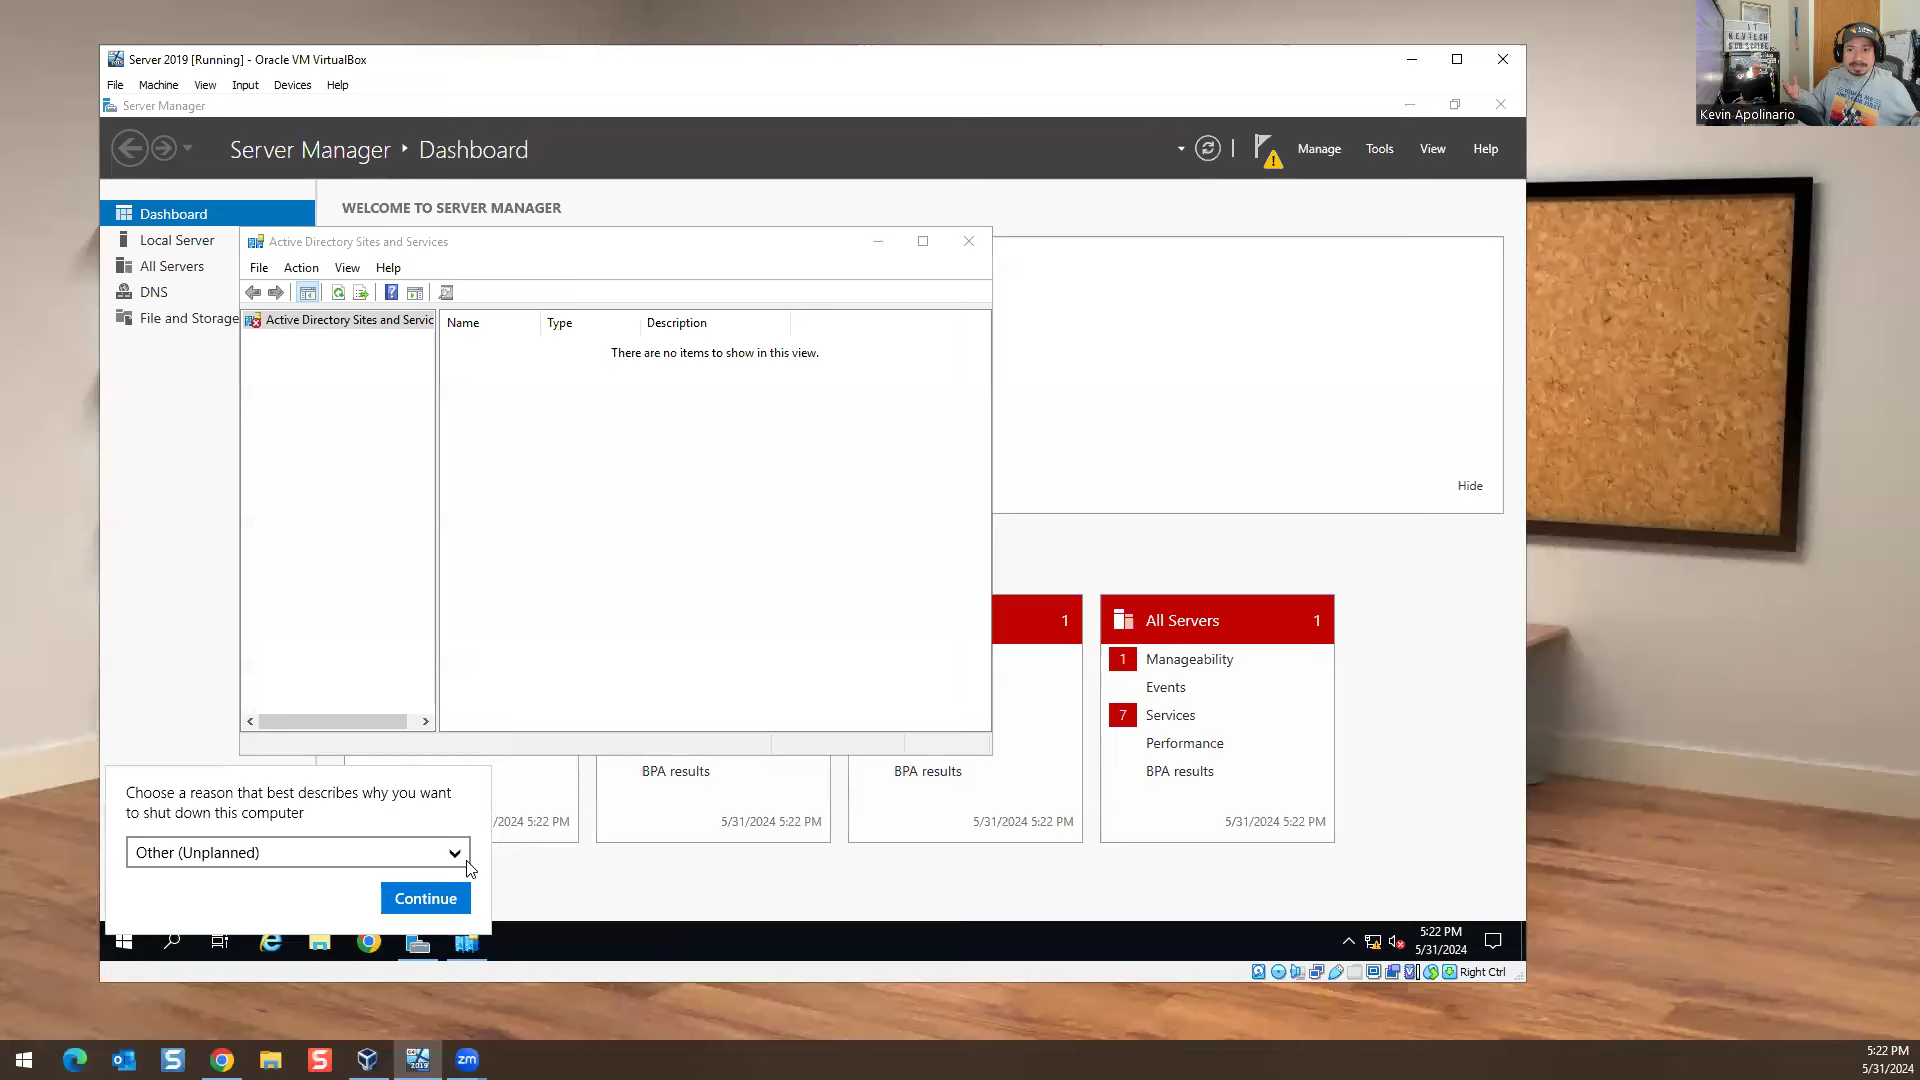 Server 2019 [Running] - Oracle VM VirtualBox
File Machine View Input Devices Help
Server Manager
Server Manager • Dashboard
Manage Tools View Help
Dashboard
Local Server
All Servers
DNS
File and Storage
WELCOME TO SERVER MANAGER
Active Directory Sites and Services
File Action View Help
Active Directory Sites and Servic
Name Type Description
There are no items to show in this view.
Hide
1
All Servers 1
1 Manageability
Events
7 Services
Performance
BPA results
BPA results
BPA results
/2024 5:22 PM
5/31/2024 5:22 PM
5/31/2024 5:22 PM
5/31/2024 5:22 PM
Choose a reason that best describes why you want
to shut down this computer
Other (Unplanned)
Continue
5:22 PM
5/31/2024
Right Ctrl
IT
KEVTECH
SUBSCRIBE
Kevin Apolinario
2019
zm
5:22 PM
5/31/2024